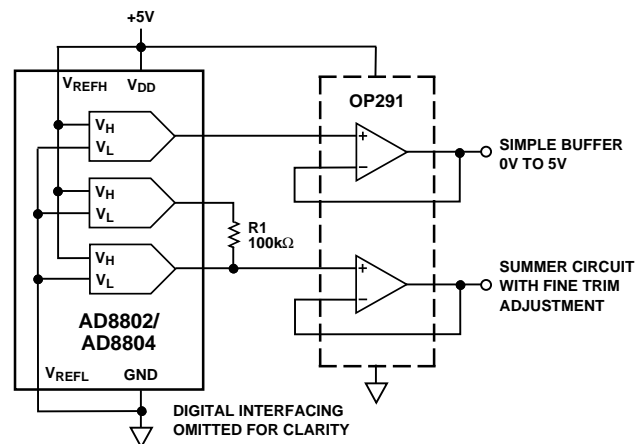 +5V
VREFH
VDD
OP291
VH
VL
+
−
SIMPLE BUFFER
0V TO 5V
VH
VL
R1
100kΩ
VH
VL
+
−
SUMMER CIRCUIT
WITH FINE TRIM
ADJUSTMENT
AD8802/
AD8804
VREFL
GND
DIGITAL INTERFACING
OMITTED FOR CLARITY